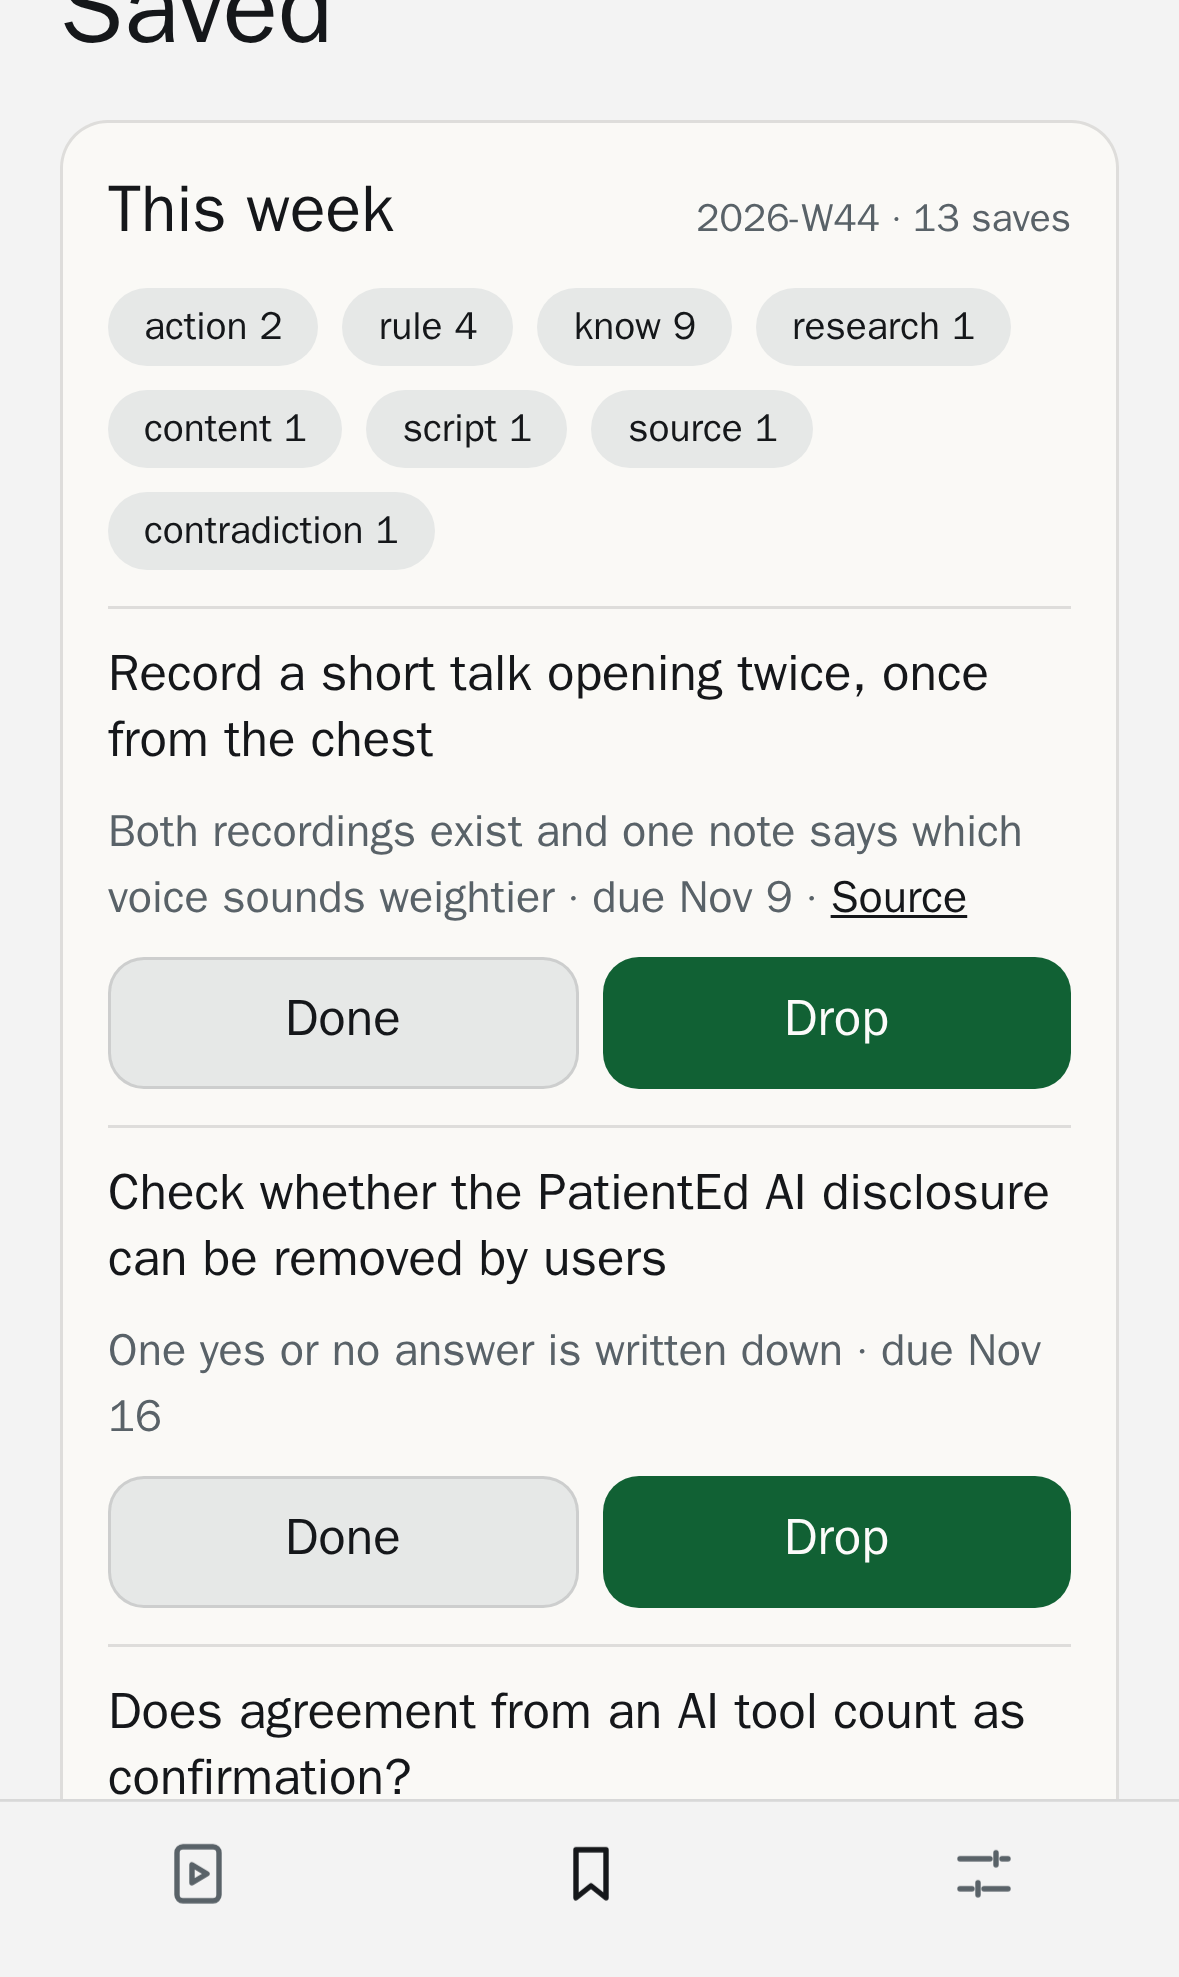 Saved
This week
2026-W44 · 13 saves
action 2
rule 4
know 9
research 1
content 1
script 1
source 1
contradiction 1
Record a short talk opening twice, once
from the chest
Both recordings exist and one note says which
voice sounds weightier · due Nov 9 · Source
Done
Drop
Check whether the PatientEd AI disclosure
can be removed by users
One yes or no answer is written down · due Nov
16
Done
Drop
Does agreement from an AI tool count as
confirmation?